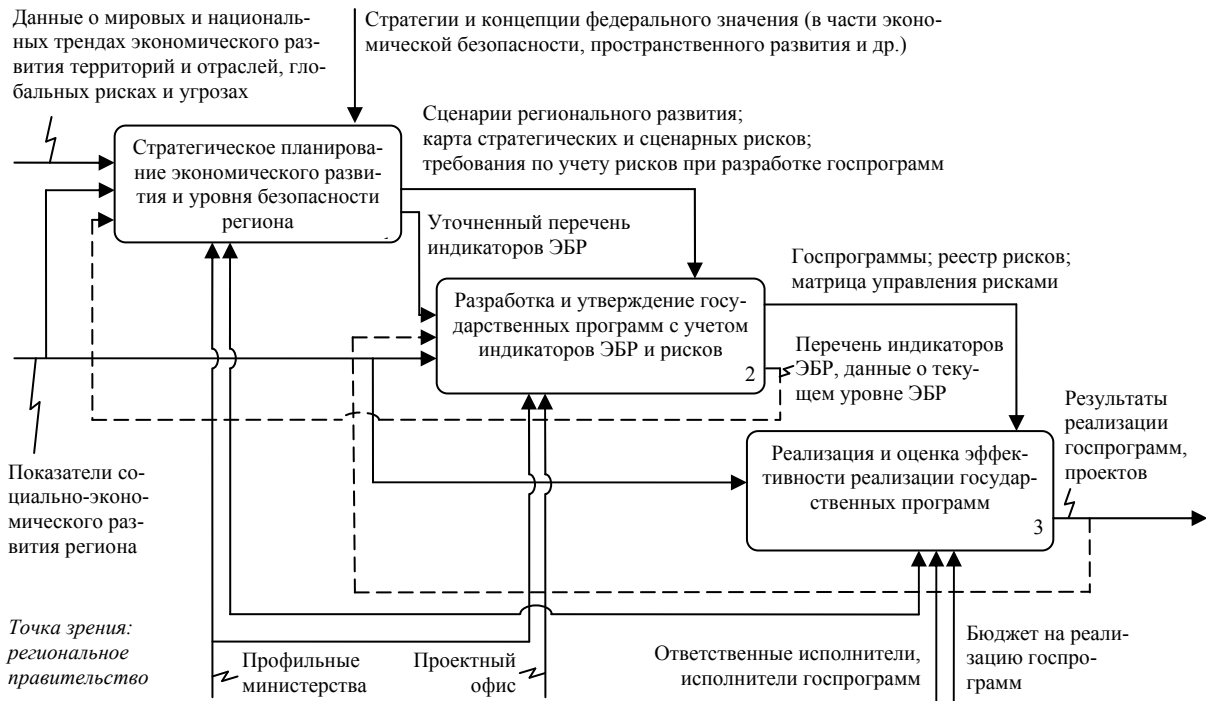 Данные о мировых и националь-
ных трендах экономического раз-
вития территорий и отраслей, гло-
бальных рисках и угрозах
Стратегии и концепции федерального значения (в части эконо-
мической безопасности, пространственного развития и др.)
Стратегическое планирова-
ние экономического разви-
тия и уровня безопасности
региона
Сценарии регионального развития;
карта стратегических и сценарных рисков;
требования по учету рисков при разработке госпрограмм
Уточненный перечень
индикаторов ЭБР
Разработка и утверждение госу-
дарственных программ с учетом
индикаторов ЭБР и рисков
2
Госпрограммы; реестр рисков;
матрица управления рисками
Перечень индикаторов
ЭБР, данные о теку-
щем уровне ЭБР
Реализация и оценка эффек-
тивности реализации государ-
ственных программ
3
Результаты
реализации
госпрограмм,
проектов
Показатели со-
циально-эконо-
мического раз-
вития региона
Точка зрения:
региональное
правительство
Профильные
министерства
Проектный
офис
Ответственные исполнители,
исполнители госпрограмм
Бюджет на реали-
зацию госпро-
грамм